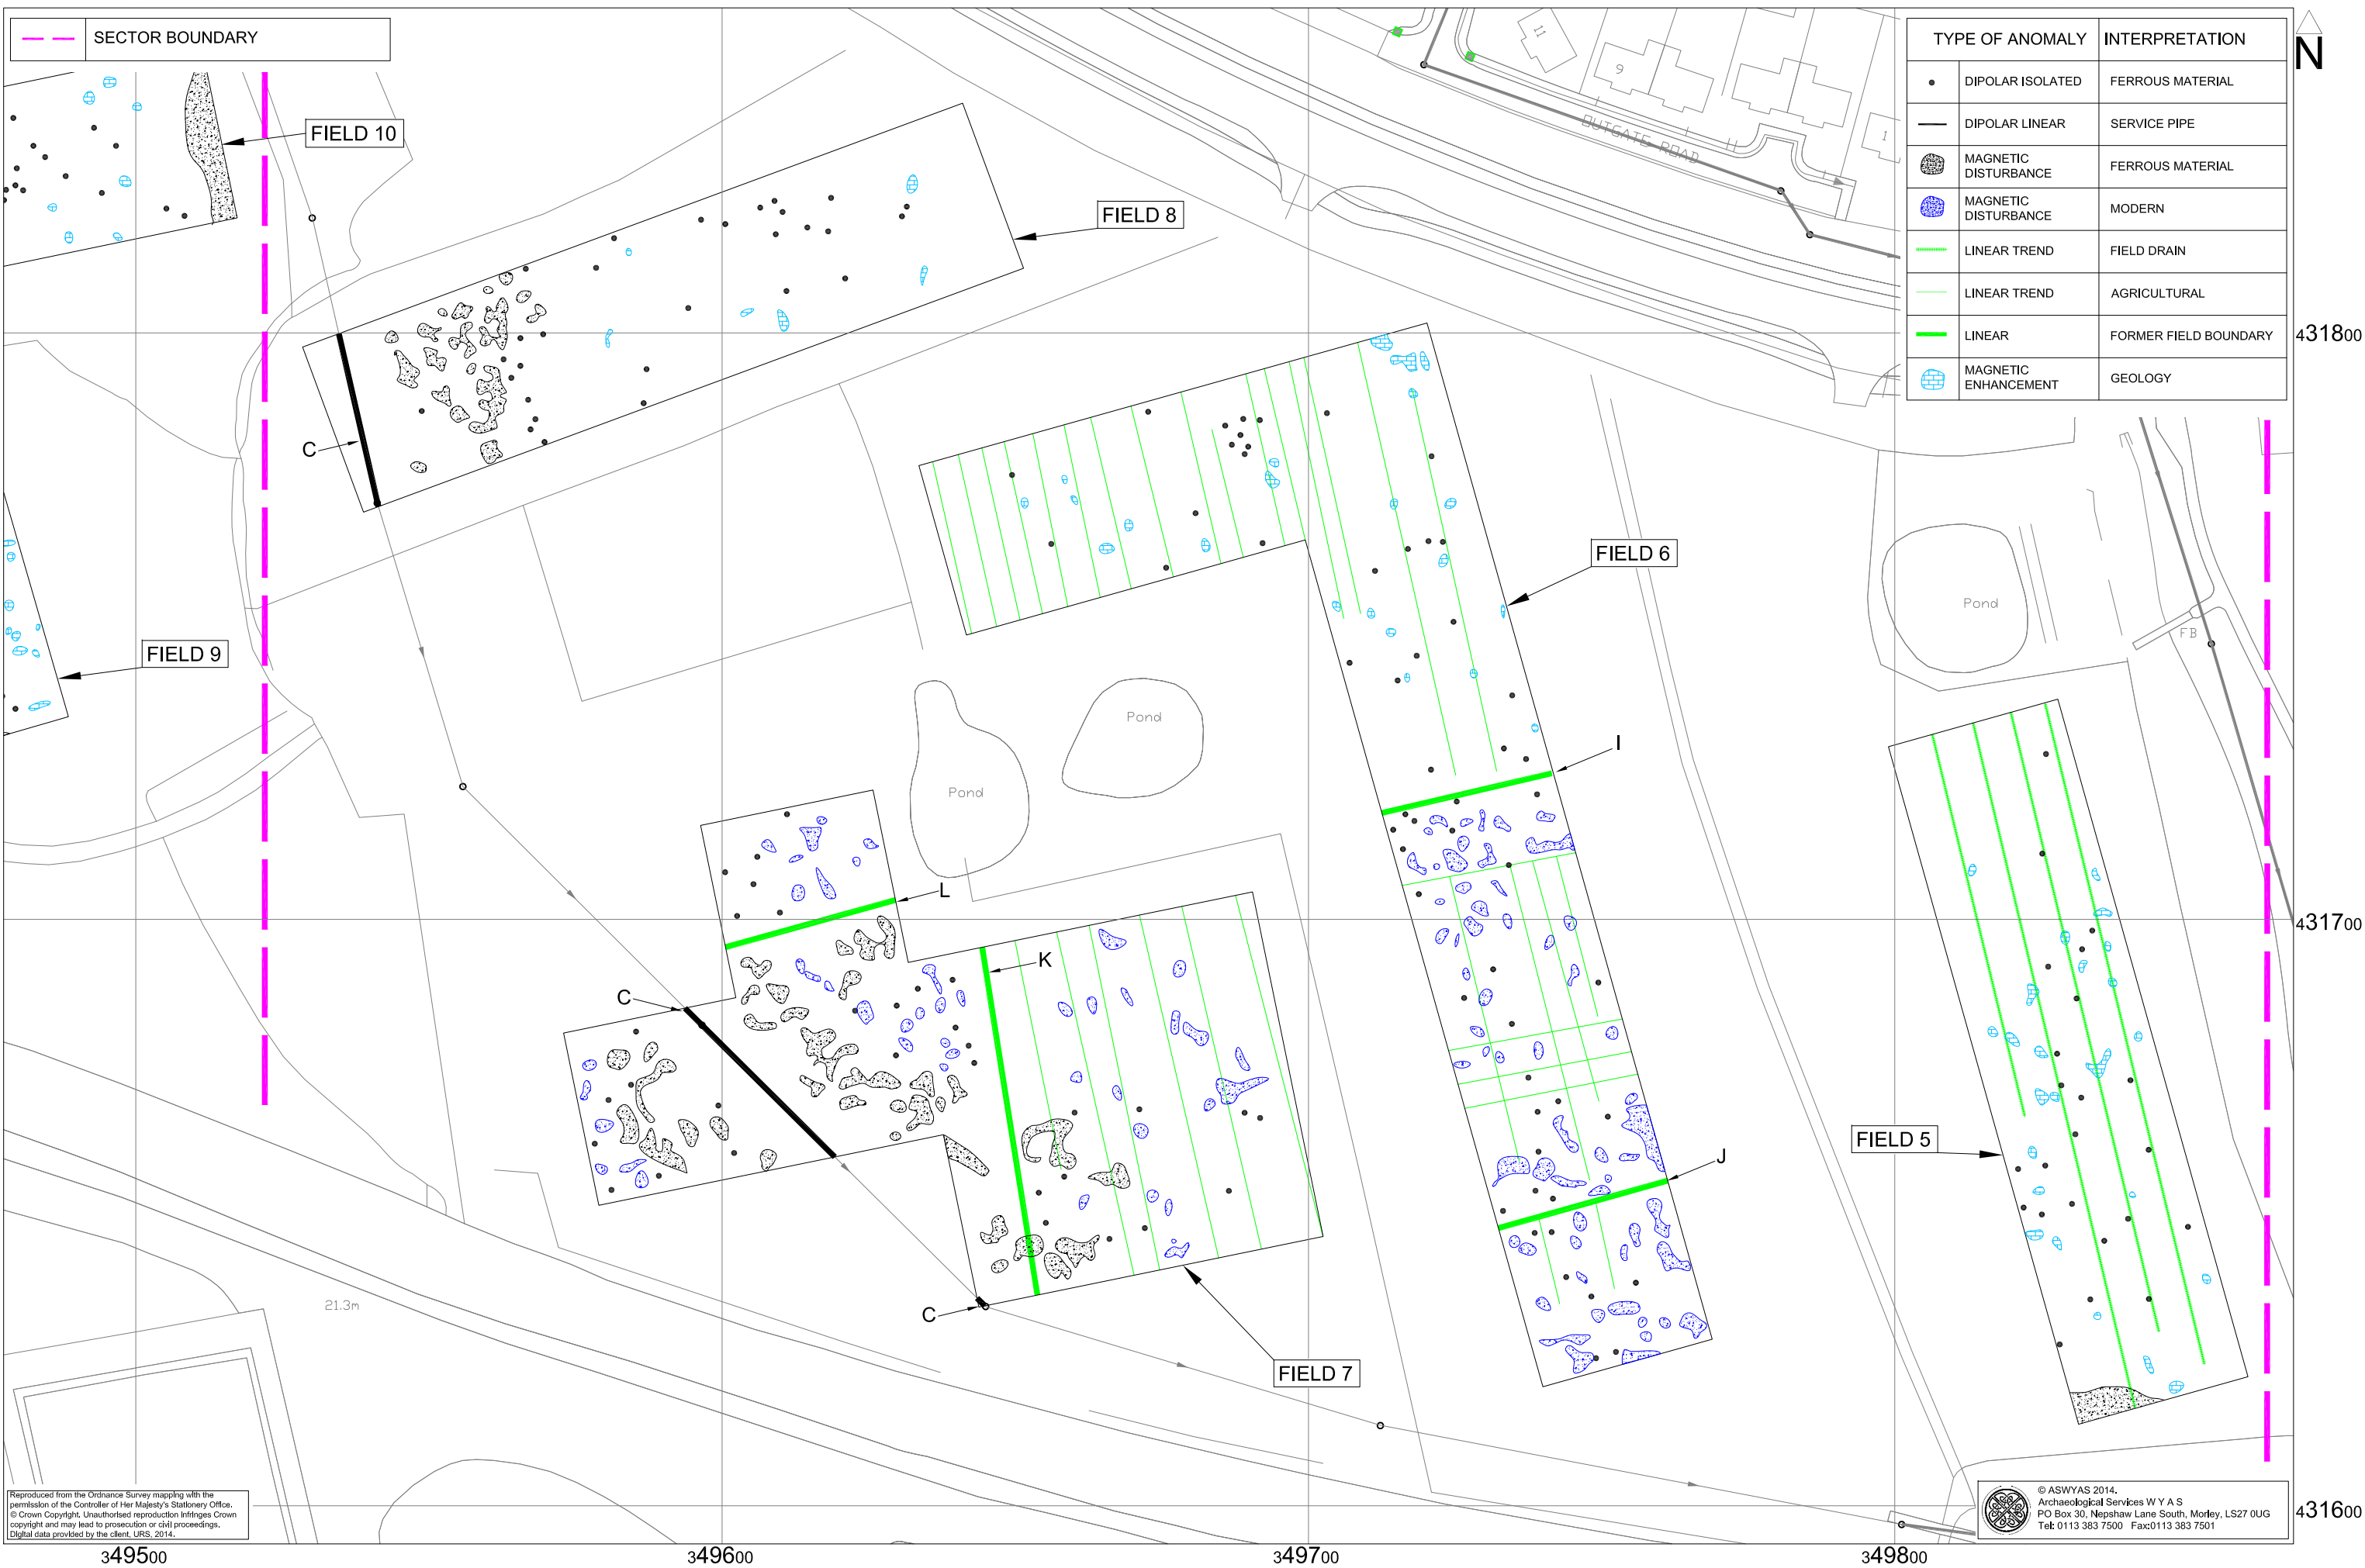 SECTOR BOUNDARY
TYPE OF ANOMALY INTERPRETATION
DIPOLAR ISOLATED FERROUS MATERIAL
DIPOLAR LINEAR SERVICE PIPE
MAGNETIC
DISTURBANCE FERROUS MATERIAL
MAGNETIC
DISTURBANCE MODERN
LINEAR TREND FIELD DRAIN
LINEAR TREND AGRICULTURAL
LINEAR FORMER FIELD BOUNDARY
MAGNETIC
ENHANCEMENT GEOLOGY
N
11
9
1
OUTGATE ROAD
FIELD 10
FIELD 8
431800
C
FIELD 6
Pond
FB
FIELD 9
Pond
Pond
I
L
431700
K
C
FIELD 5
J
21.3m
C
FIELD 7
Reproduced from the Ordnance Survey mapping with the
permission of the Controller of Her Majesty's Stationery Office.
© Crown Copyright. Unauthorised reproduction infringes Crown
copyright and may lead to prosecution or civil proceedings.
Digital data provided by the client, URS, 2014.
© ASWYAS 2014.
Archaeological Services W Y A S
PO Box 30, Nepshaw Lane South, Morley, LS27 0UG
Tel: 0113 383 7500 Fax:0113 383 7501
431600
349500
349600
349700
349800